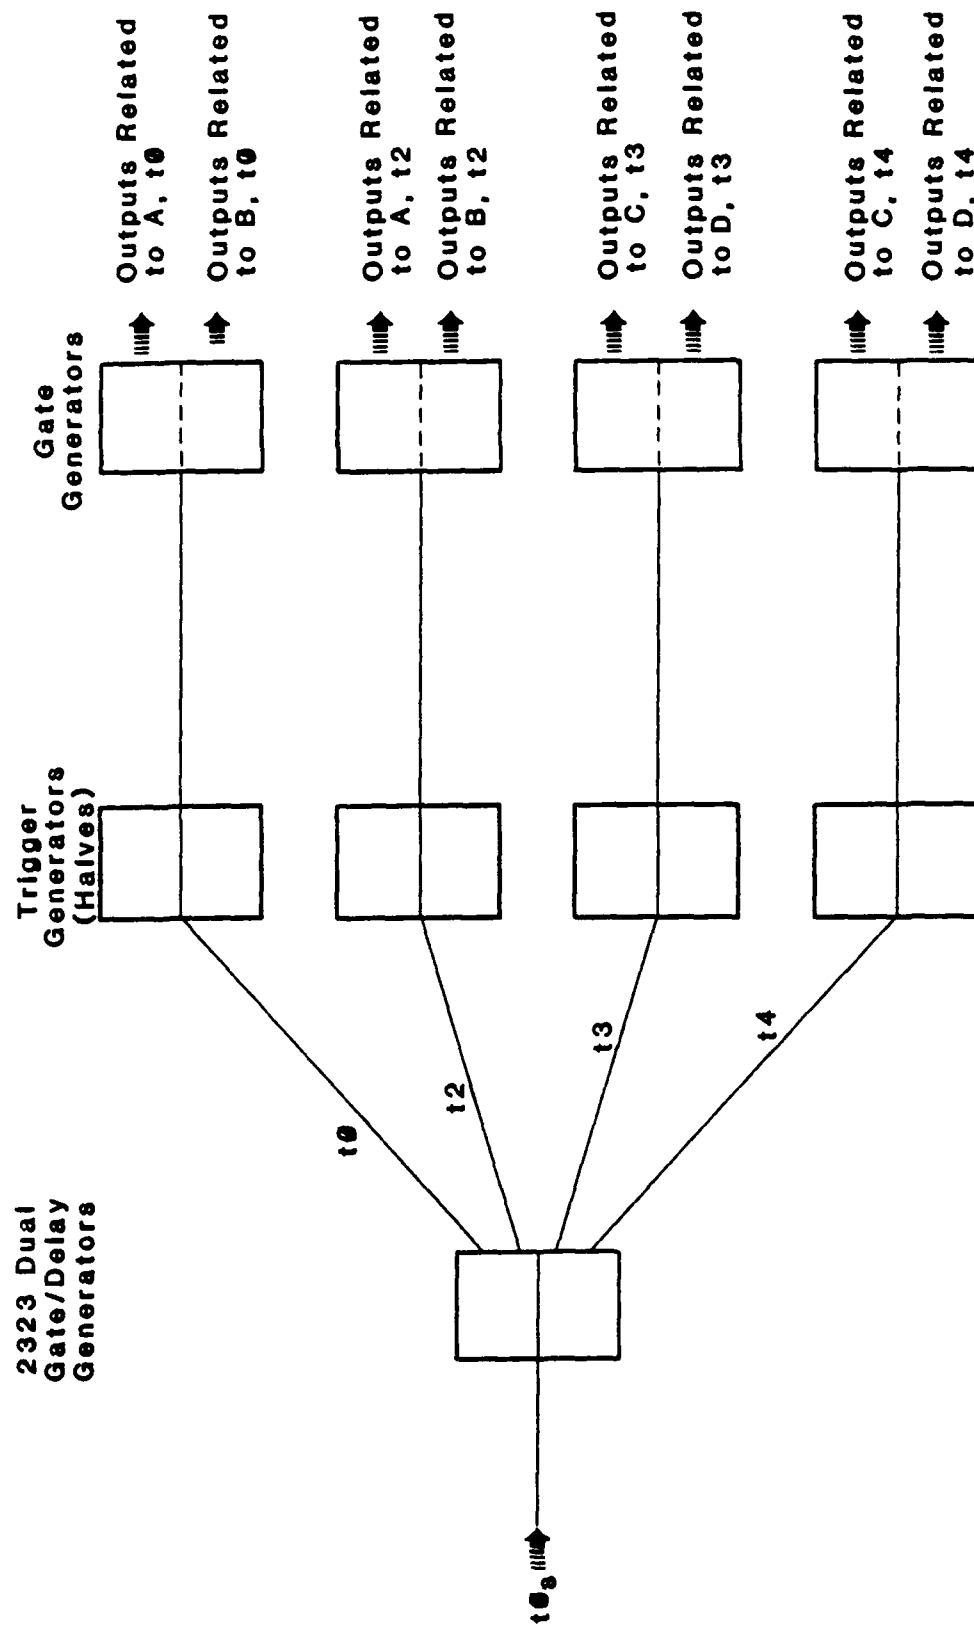 2323 Dual
Gate/Delay
Generators
Trigger
Generators
(Halves)
Gate
Generators
t0s
t0
t2
t3
t4
Outputs Related
to A, t0
Outputs Related
to B, t0
Outputs Related
to A, t2
Outputs Related
to B, t2
Outputs Related
to C, t3
Outputs Related
to D, t3
Outputs Related
to C, t4
Outputs Related
to D, t4